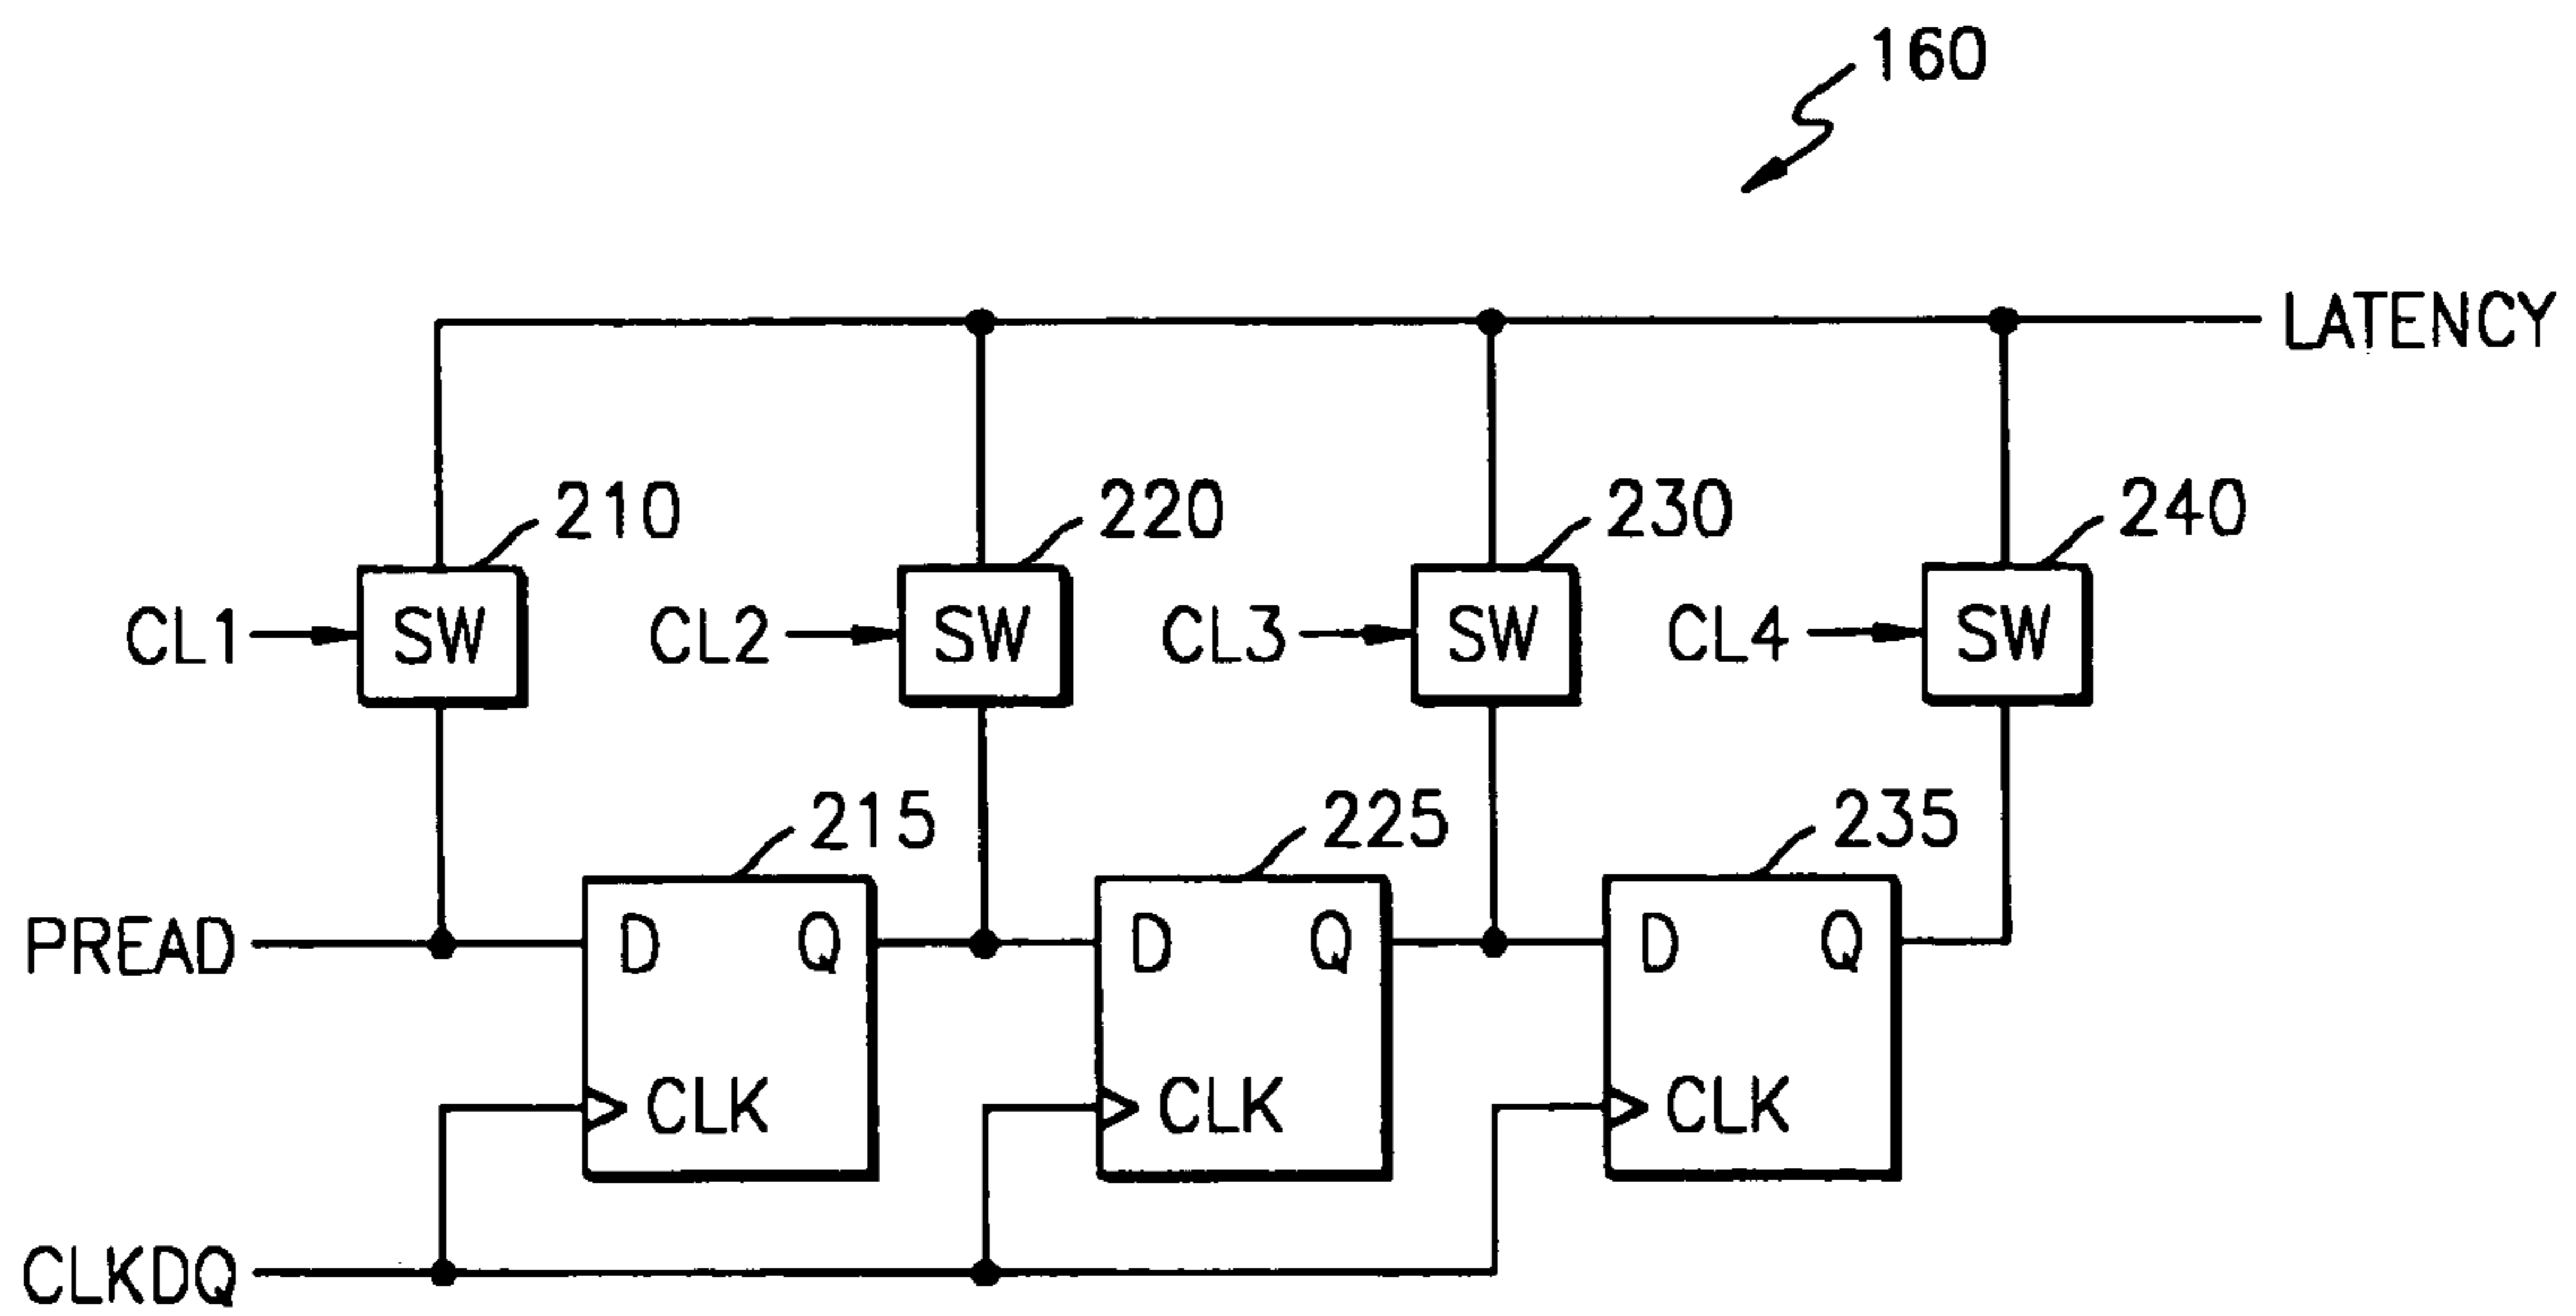 160
LATENCY
210
220
230
240
CL1
SW
CL2
SW
CL3
SW
CL4
SW
215
225
235
PREAD
D
Q
D
Q
D
Q
CLK
CLK
CLK
CLKDQ